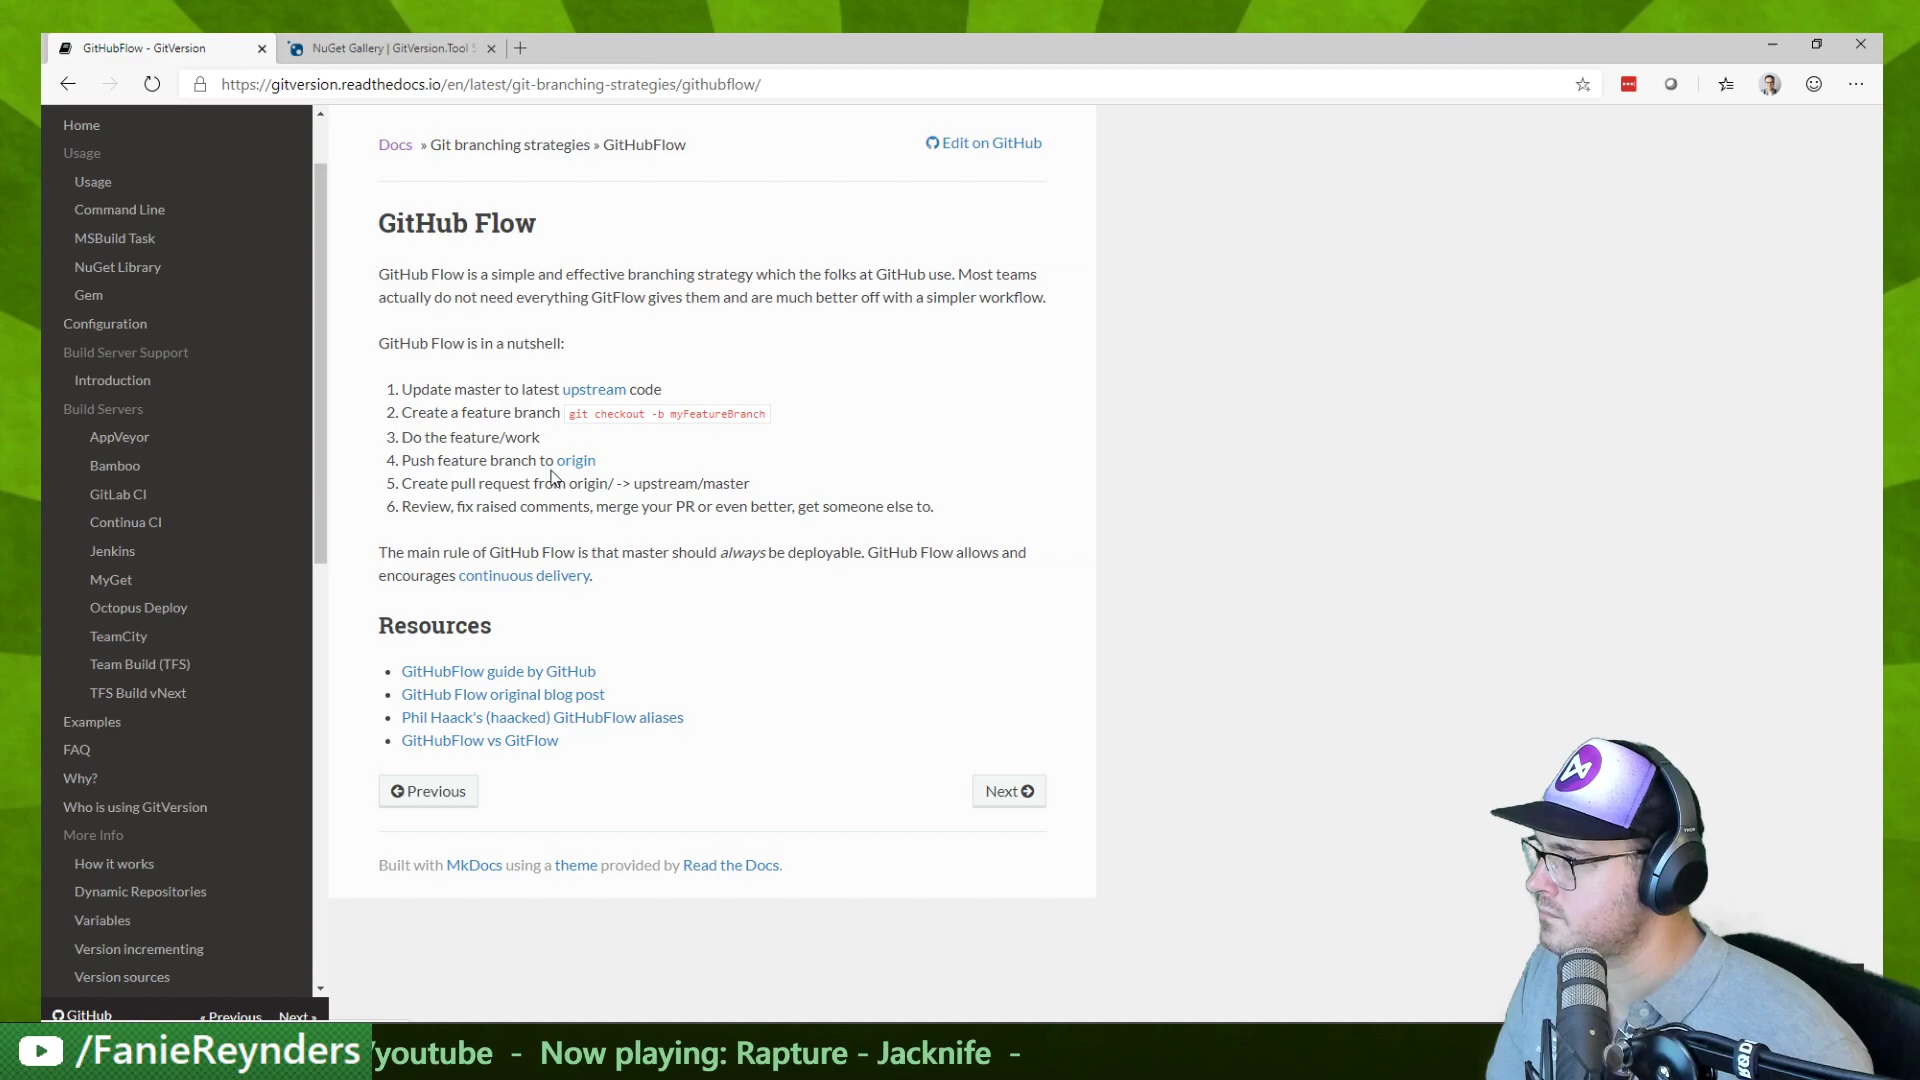 GitHubFlow - GitVersion
NuGet Gallery | GitVersion.Tool 5
https://gitversion.readthedocs.io/en/latest/git-branching-strategies/githubflow/
Home
Usage
Usage
Command Line
MSBuild Task
NuGet Library
Gem
Configuration
Build Server Support
Introduction
Build Servers
AppVeyor
Bamboo
GitLab CI
Continua CI
Jenkins
MyGet
Octopus Deploy
TeamCity
Team Build (TFS)
TFS Build vNext
Examples
FAQ
Why?
Who is using GitVersion
More Info
How it works
Dynamic Repositories
Variables
Version incrementing
Version sources
GitHub « Previous Next »
Docs » Git branching strategies » GitHubFlow Edit on GitHub
GitHub Flow
GitHub Flow is a simple and effective branching strategy which the folks at GitHub use. Most teams
actually do not need everything GitFlow gives them and are much better off with a simpler workflow.
GitHub Flow is in a nutshell:
1. Update master to latest upstream code
2. Create a feature branch git checkout -b myFeatureBranch
3. Do the feature/work
4. Push feature branch to origin
5. Create pull request from origin/ -> upstream/master
6. Review, fix raised comments, merge your PR or even better, get someone else to.
The main rule of GitHub Flow is that master should always be deployable. GitHub Flow allows and
encourages continuous delivery.
Resources
• GitHubFlow guide by GitHub
• GitHub Flow original blog post
• Phil Haack's (haacked) GitHubFlow aliases
• GitHubFlow vs GitFlow
Previous Next
Built with MkDocs using a theme provided by Read the Docs.
/FanieReynders /youtube - Now playing: Rapture - Jacknife -